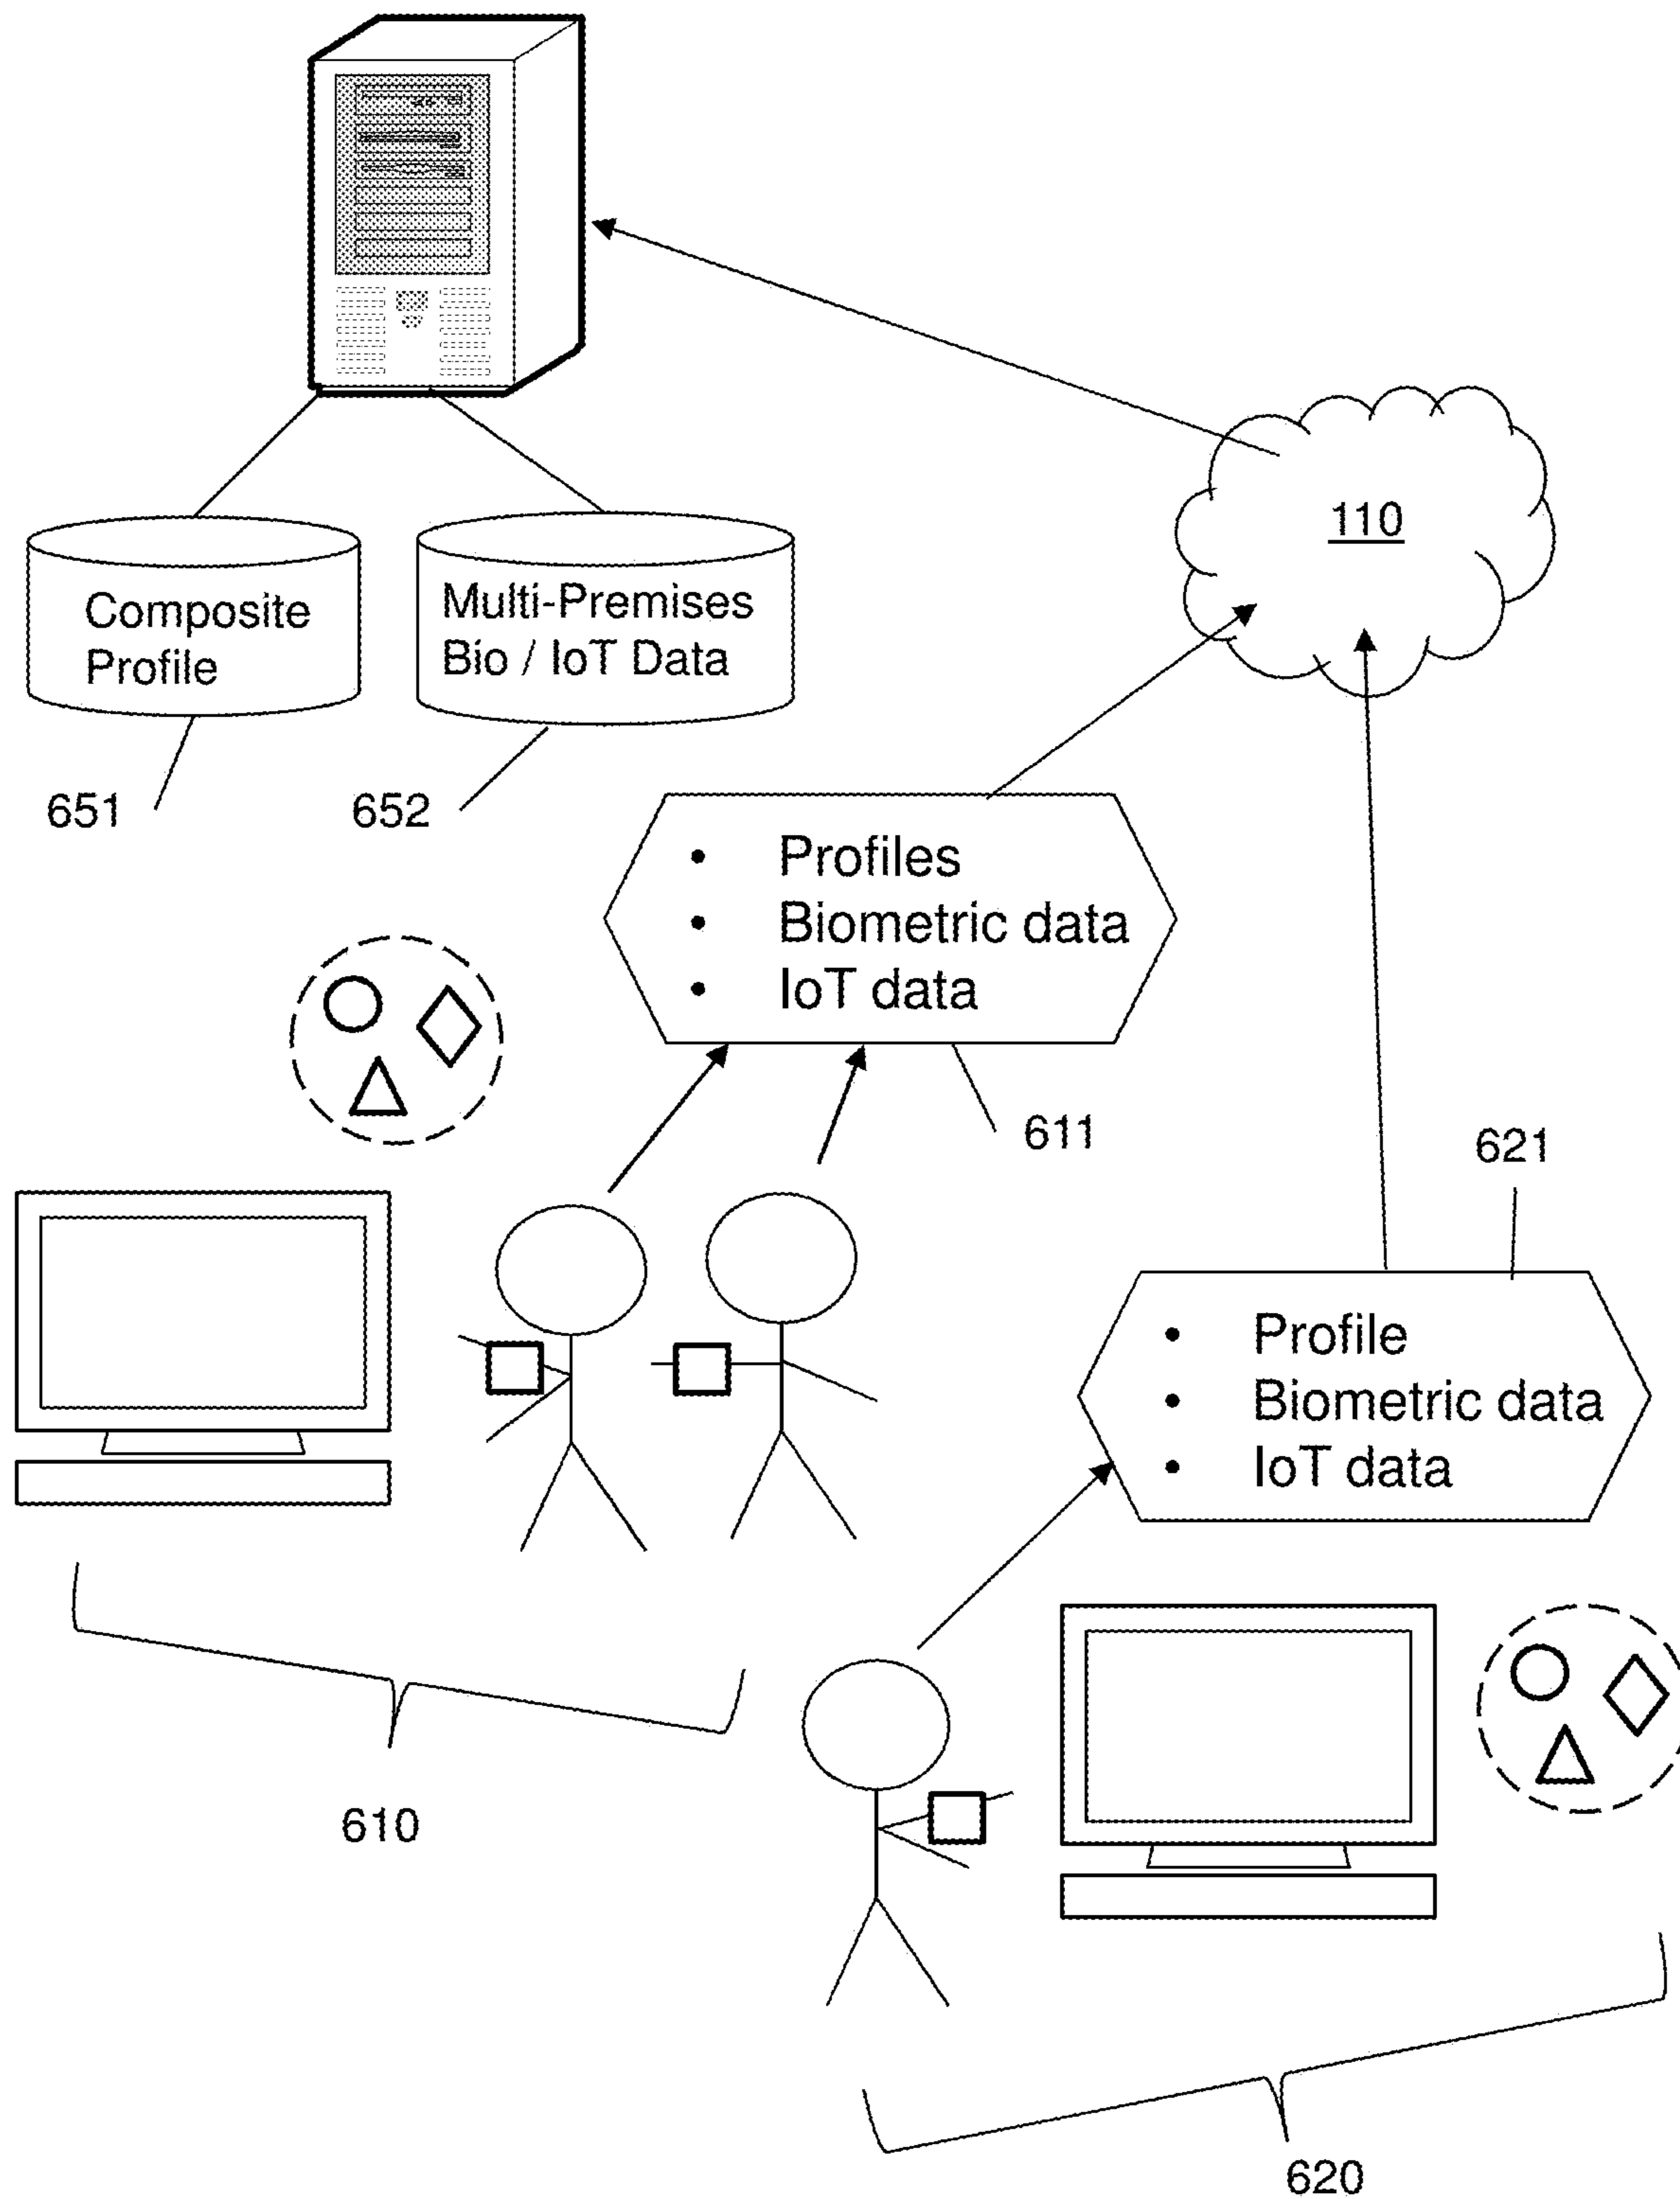 110
Composite
Profile
Multi-Premises
Bio / IoT Data
651
652
• Profiles
• Biometric data
• IoT data
611
621
• Profile
• Biometric data
• IoT data
610
620